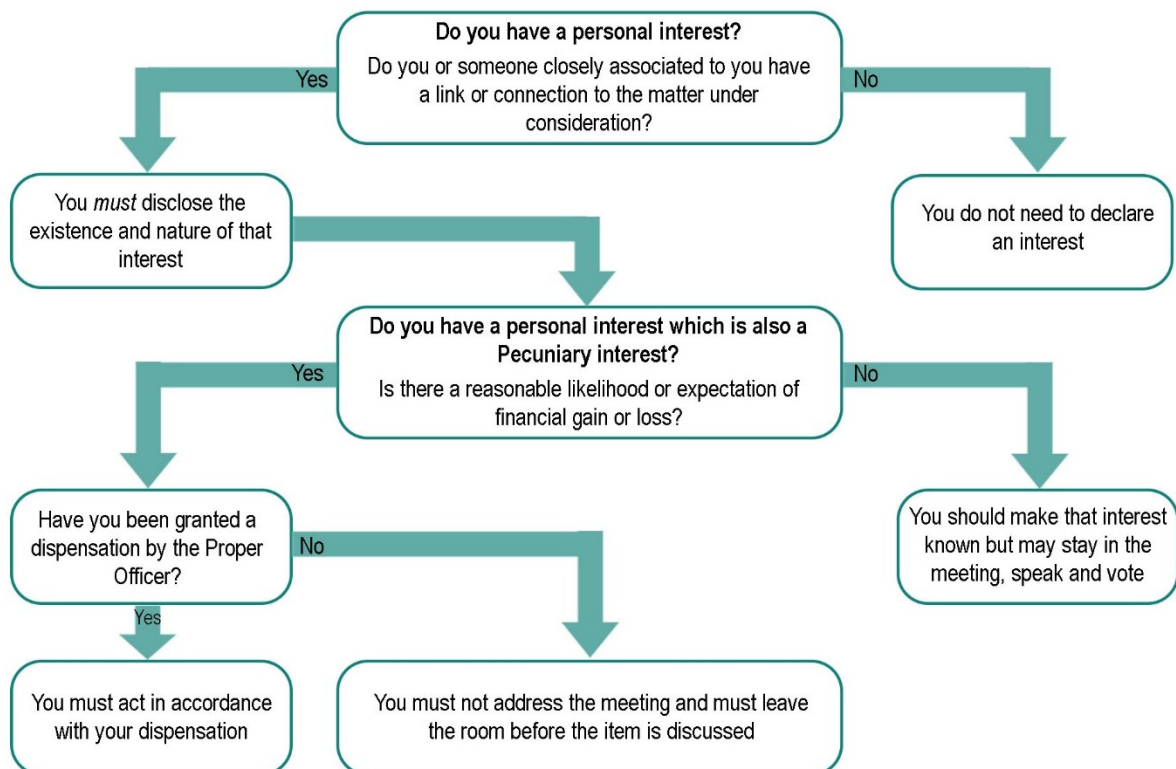 Do you have a personal interest?
Do you or someone closely associated to you have
a link or connection to the matter under
consideration?
Yes
No
You must disclose the
existence and nature of that
interest
You do not need to declare
an interest
Do you have a personal interest which is also a
Pecuniary interest?
Is there a reasonable likelihood or expectation of
financial gain or loss?
Yes
No
Have you been granted a
dispensation by the Proper
Officer?
No
You should make that interest
known but may stay in the
meeting, speak and vote
Yes
You must act in accordance
with your dispensation
You must not address the meeting and must leave
the room before the item is discussed